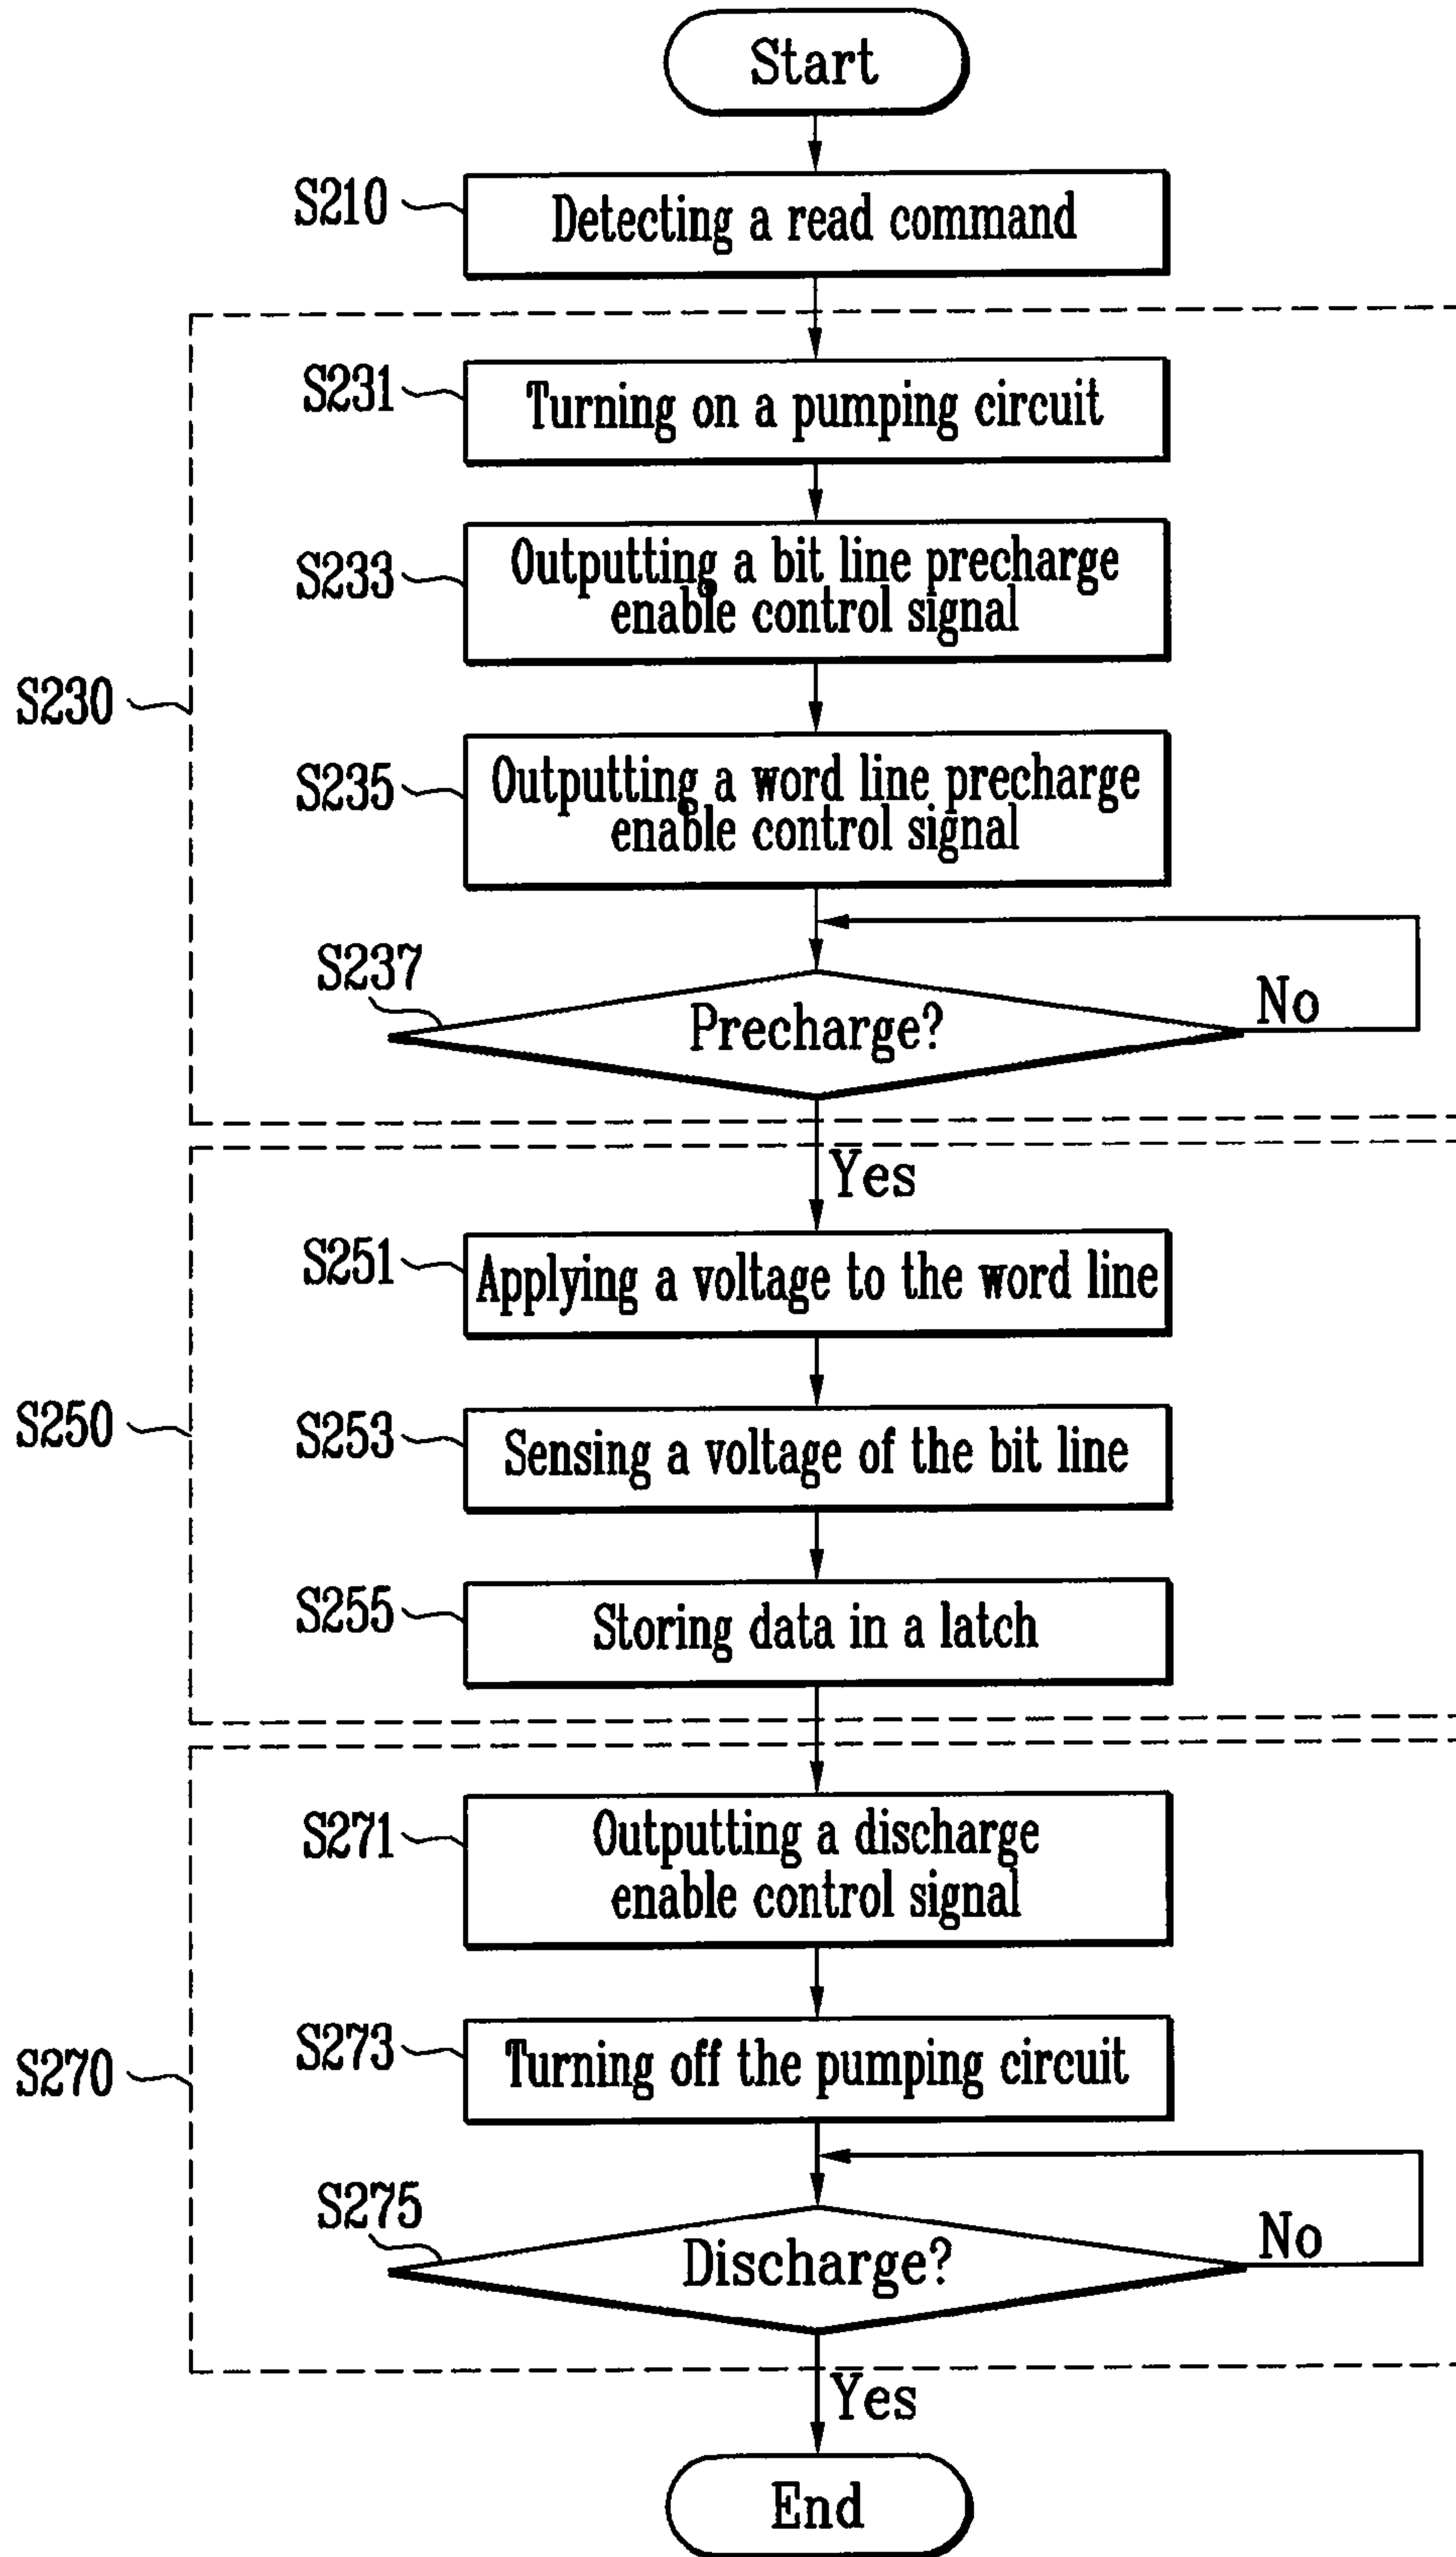 Start
S210
Detecting a read command
S231
Turning on a pumping circuit
S233
Outputting a bit line precharge
enable control signal
S230
S235
Outputting a word line precharge
enable control signal
S237
Precharge?
No
Yes
S251
Applying a voltage to the word line
S250
S253
Sensing a voltage of the bit line
S255
Storing data in a latch
S271
Outputting a discharge
enable control signal
S270
S273
Turning off the pumping circuit
S275
Discharge?
No
Yes
End